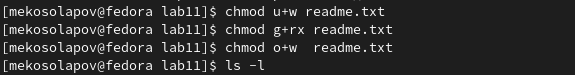 [mekosolapov@fedora lab11]$ chmod u+w readme.txt
[mekosolapov@fedora lab11]$ chmod g+rx readme.txt
[mekosolapov@fedora lab11]$ chmod o+w  readme.txt
[mekosolapov@fedora lab11]$ ls -l